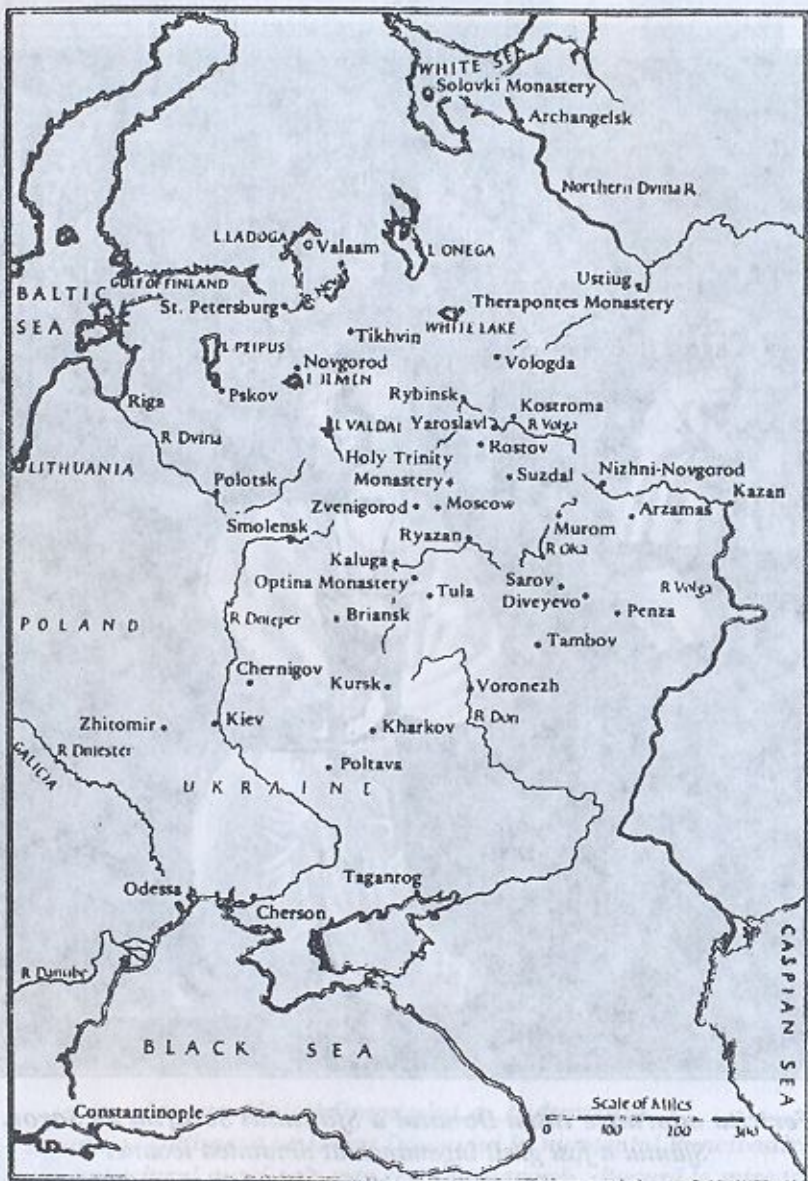 WHITE SEA
Solovki Monastery
Archangelsk
Northern Dvina R.
L. LADOGA
Valaam
L. ONEGA
GULF OF FINLAND
BALTIC
SEA
St. Petersburg
Ustiug
Therapontes Monastery
WHITE LAKE
Tikhvin
L. PEIPUS
Novgorod
Vologda
Pskov
Rybinsk
Riga
Kostroma
L. VALDAI
Yaroslavl
R Volga
R Dvina
Rostov
LITHUANIA
Holy Trinity
Monastery
Suzdal
Nizhni-Novgorod
Polotsk
Kazan
Zvenigorod
Moscow
Arzamas
Smolensk
Murom
Ryazan
R Oka
Kaluga
Optina Monastery
Sarov
Tula
Diveyevo
R Volga
R Dnieper
Briansk
Penza
POLAND
Tambov
Chernigov
Kursk
Voronezh
Zhitomir
Kiev
Kharkov
R Don
GALICIA
R Dniester
Poltava
UKRAINE
Odessa
Taganrog
Cherson
R Danube
CASPIAN SEA
BLACK SEA
Constantinople
Scale of Miles